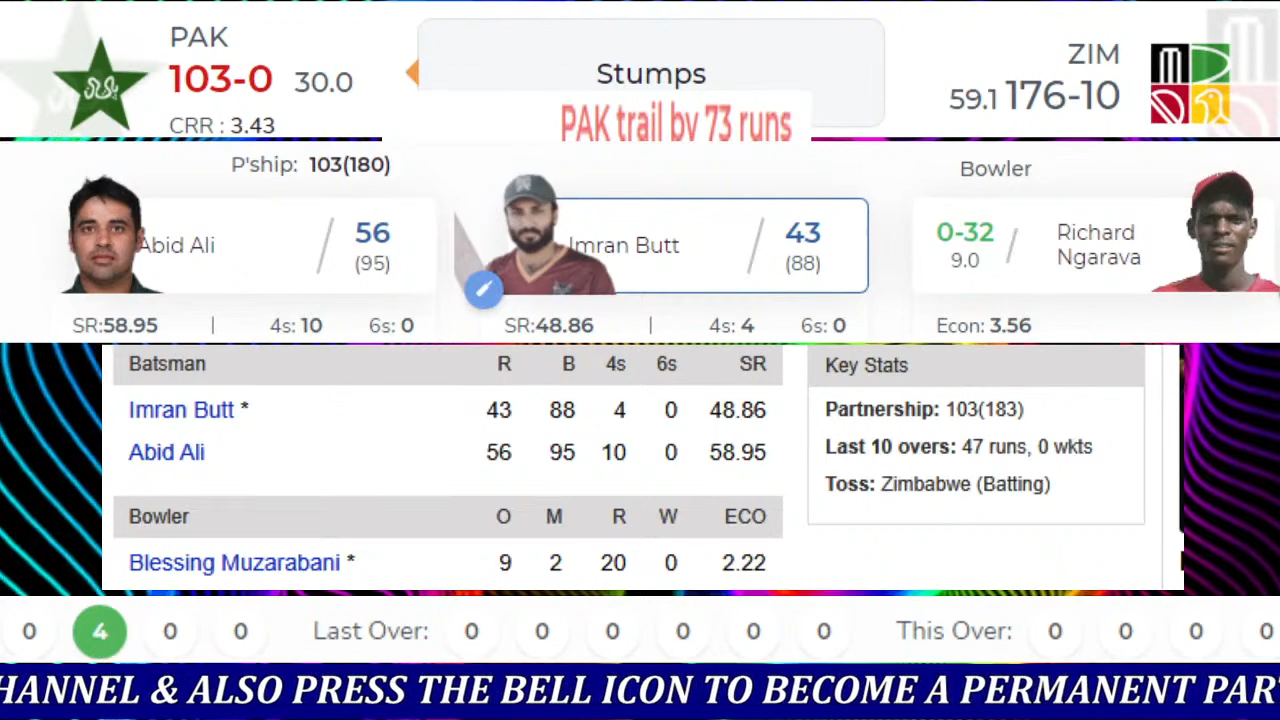 PAK
103-0 30.0
CRR : 3.43
Stumps
PAK trail by 73 runs
ZIM
59.1 176-10
P'ship: 103(180)
Abid Ali
56
(95)
SR:58.95 | 4s: 10 6s: 0
Imran Butt
43
(88)
SR:48.86 | 4s: 4 6s: 0
Bowler
0-32
9.0
Richard
Ngarava
Econ: 3.56
Batsman R B 4s 6s SR
Imran Butt * 43 88 4 0 48.86
Abid Ali 56 95 10 0 58.95
Bowler O M R W ECO
Blessing Muzarabani * 9 2 20 0 2.22
Key Stats
Partnership: 103(183)
Last 10 overs: 47 runs, 0 wkts
Toss: Zimbabwe (Batting)
0 4 0 0 Last Over: 0 0 0 0 0 0 This Over: 0 0 0 0
HANNEL & ALSO PRESS THE BELL ICON TO BECOME A PERMANENT PAR